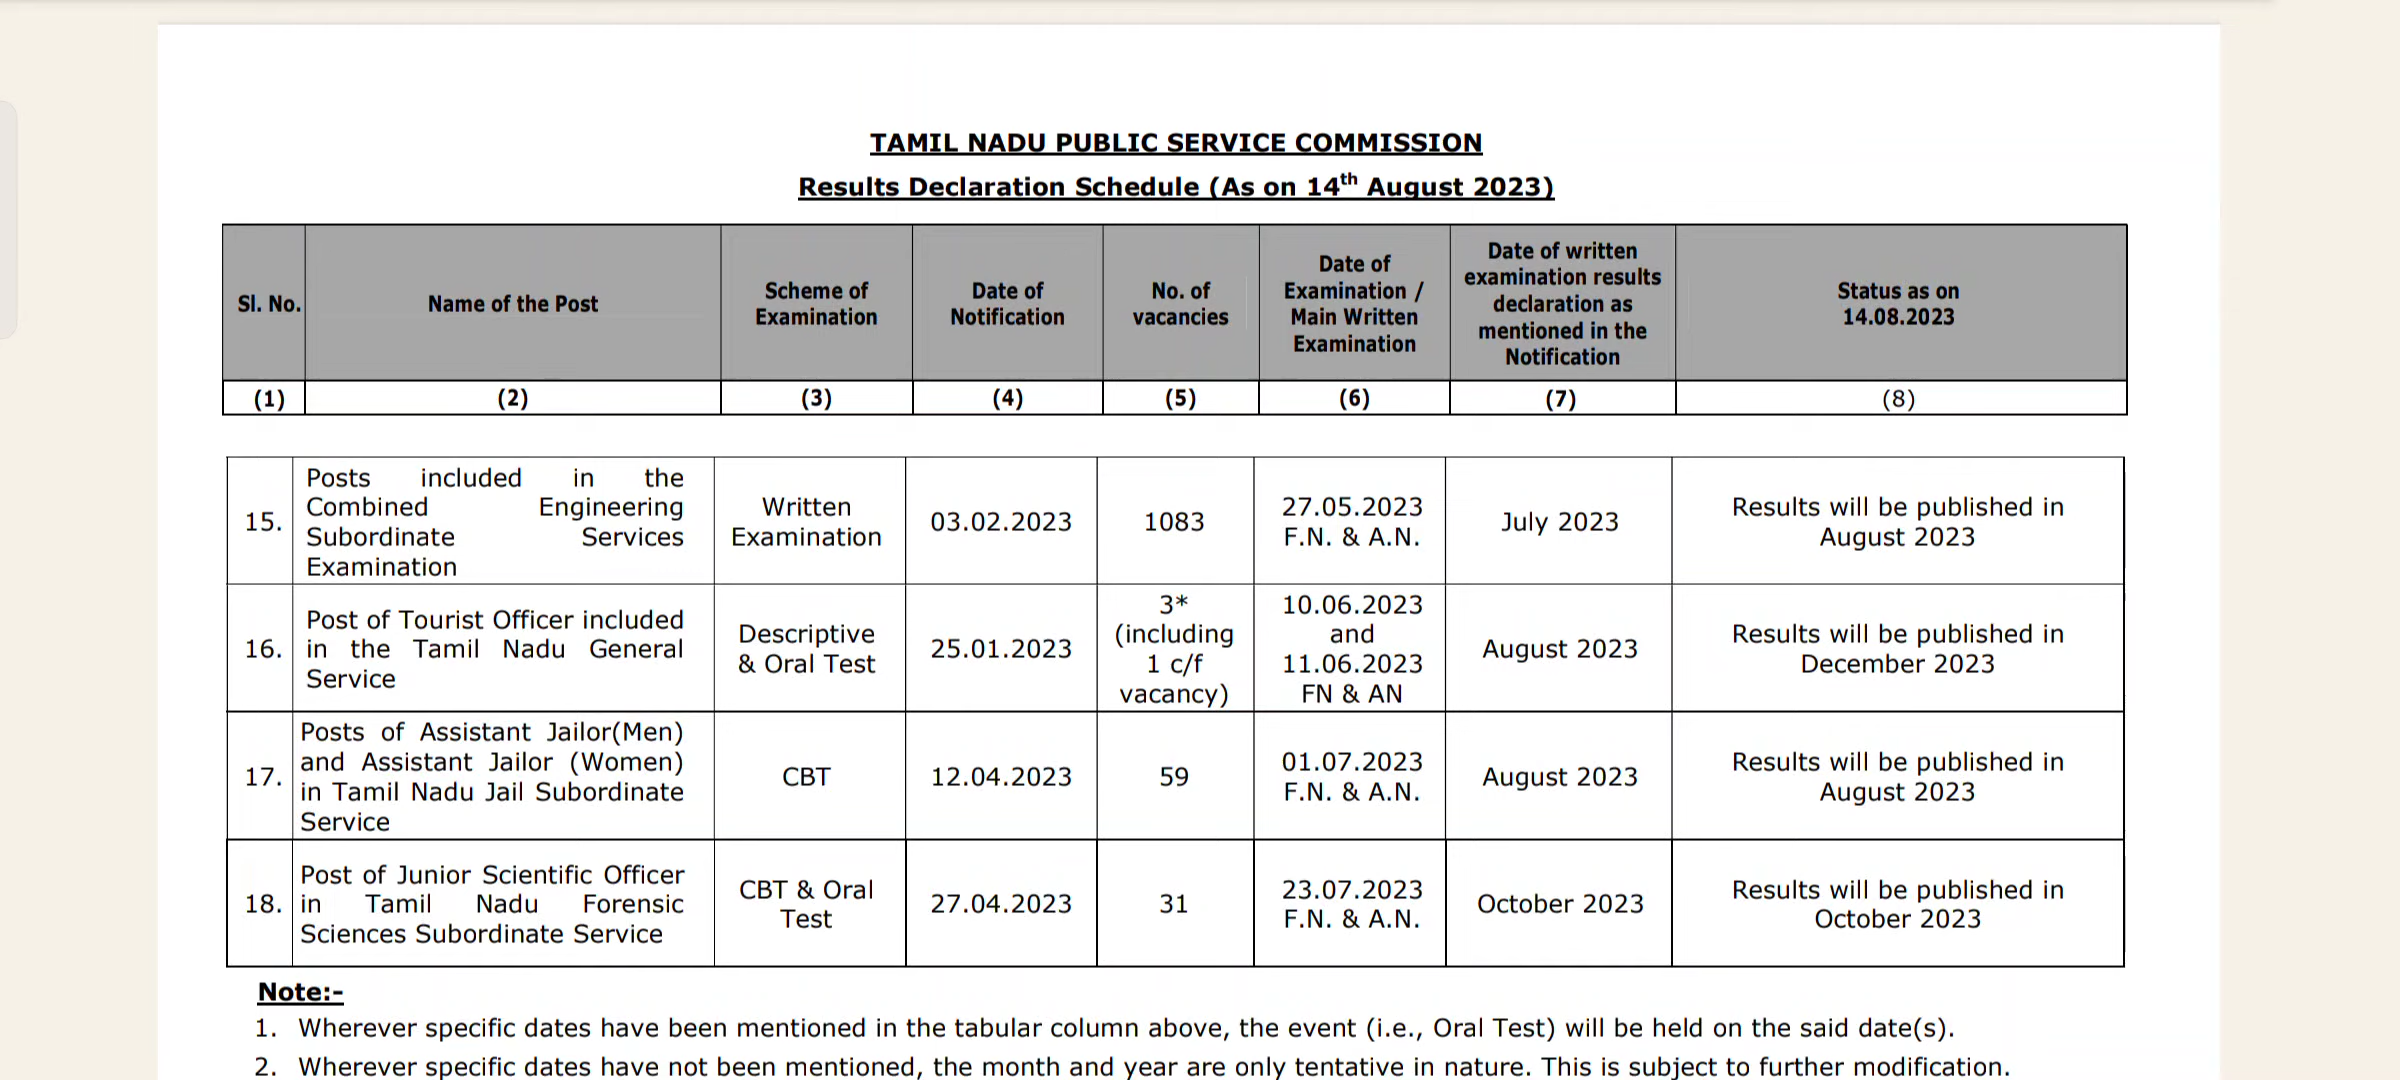 TAMIL NADU PUBLIC SERVICE COMMISSION
Results Declaration Schedule (As on 14th August 2023)
Sl. No.
Name of the Post
Scheme of
Examination
Date of
Notification
No. of
vacancies
Date of
Examination /
Main Written
Examination
Date of written
examination results
declaration as
mentioned in the
Notification
Status as on
14.08.2023
(1)
(2)
(3)
(4)
(5)
(6)
(7)
(8)
15.
Posts included in the
Combined Engineering
Subordinate Services
Examination
Written
Examination
03.02.2023
1083
27.05.2023
F.N. & A.N.
July 2023
Results will be published in
August 2023
16.
Post of Tourist Officer included
in the Tamil Nadu General
Service
Descriptive
& Oral Test
25.01.2023
3*
(including
1 c/f
vacancy)
10.06.2023
and
11.06.2023
FN & AN
August 2023
Results will be published in
December 2023
17.
Posts of Assistant Jailor(Men)
and Assistant Jailor (Women)
in Tamil Nadu Jail Subordinate
Service
CBT
12.04.2023
59
01.07.2023
F.N. & A.N.
August 2023
Results will be published in
August 2023
18.
Post of Junior Scientific Officer
in Tamil Nadu Forensic
Sciences Subordinate Service
CBT & Oral
Test
27.04.2023
31
23.07.2023
F.N. & A.N.
October 2023
Results will be published in
October 2023
Note:-
1. Wherever specific dates have been mentioned in the tabular column above, the event (i.e., Oral Test) will be held on the said date(s).
2. Wherever specific dates have not been mentioned, the month and year are only tentative in nature. This is subject to further modification.